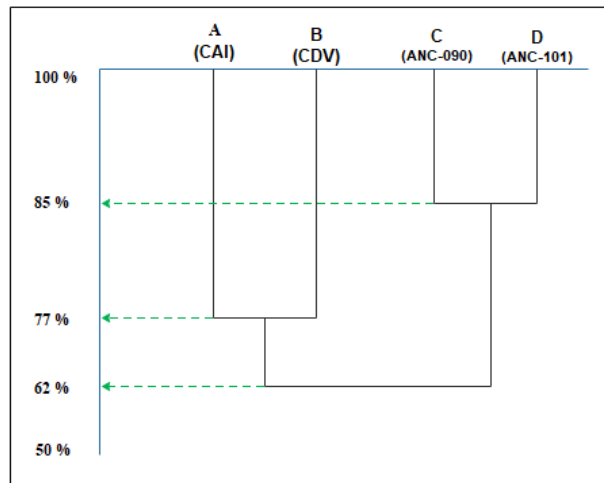 A B C D
(CAI) (CDV) (ANC-090) (ANC-101)
100 %
85 %
77 %
62 %
50 %